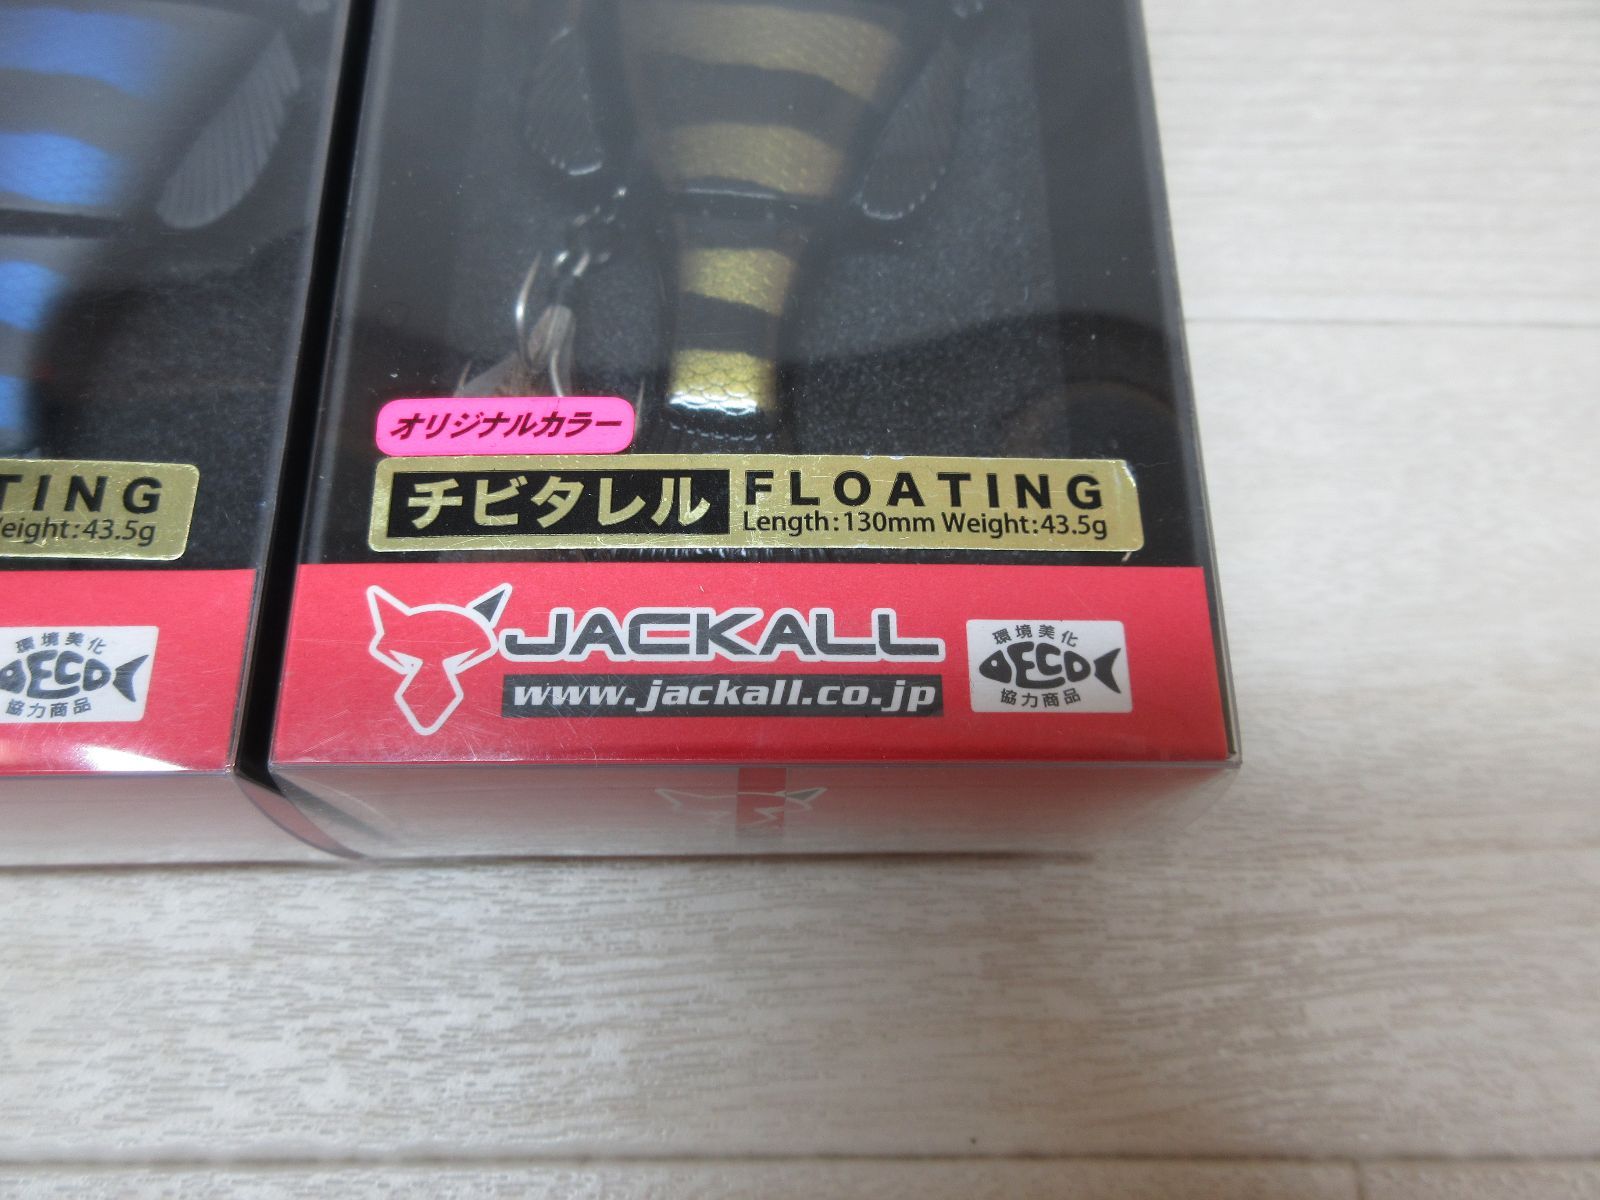 オリジナルカラー
チビタレル FLOATING
Length:130mm Weight:43.5g
JACKALL
www.jackall.co.jp
環境美化
ECO
協力商品
TING
eight:43.5g
環境美化
ECO
協力商品